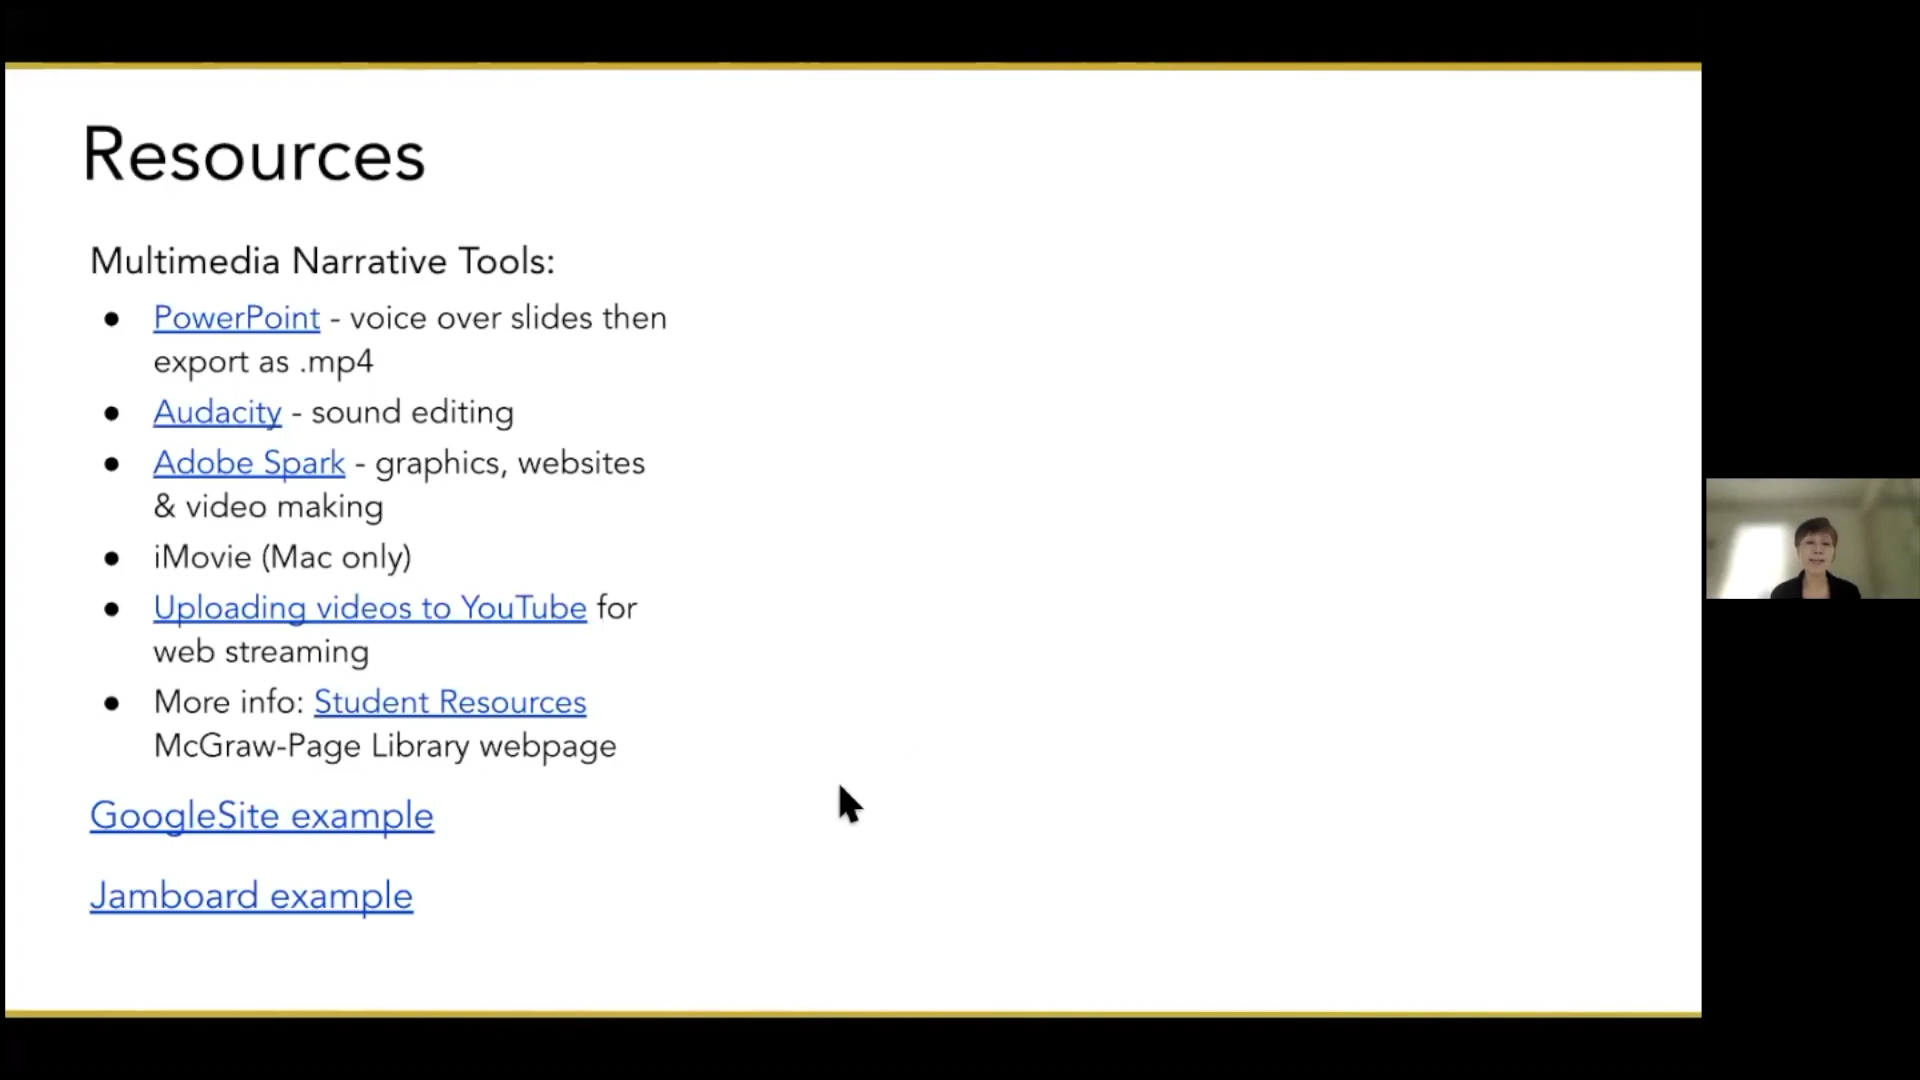 Resources
Multimedia Narrative Tools:
● PowerPoint - voice over slides then
export as .mp4
● Audacity - sound editing
● Adobe Spark - graphics, websites
& video making
● iMovie (Mac only)
● Uploading videos to YouTube for
web streaming
● More info: Student Resources
McGraw-Page Library webpage
GoogleSite example
Jamboard example